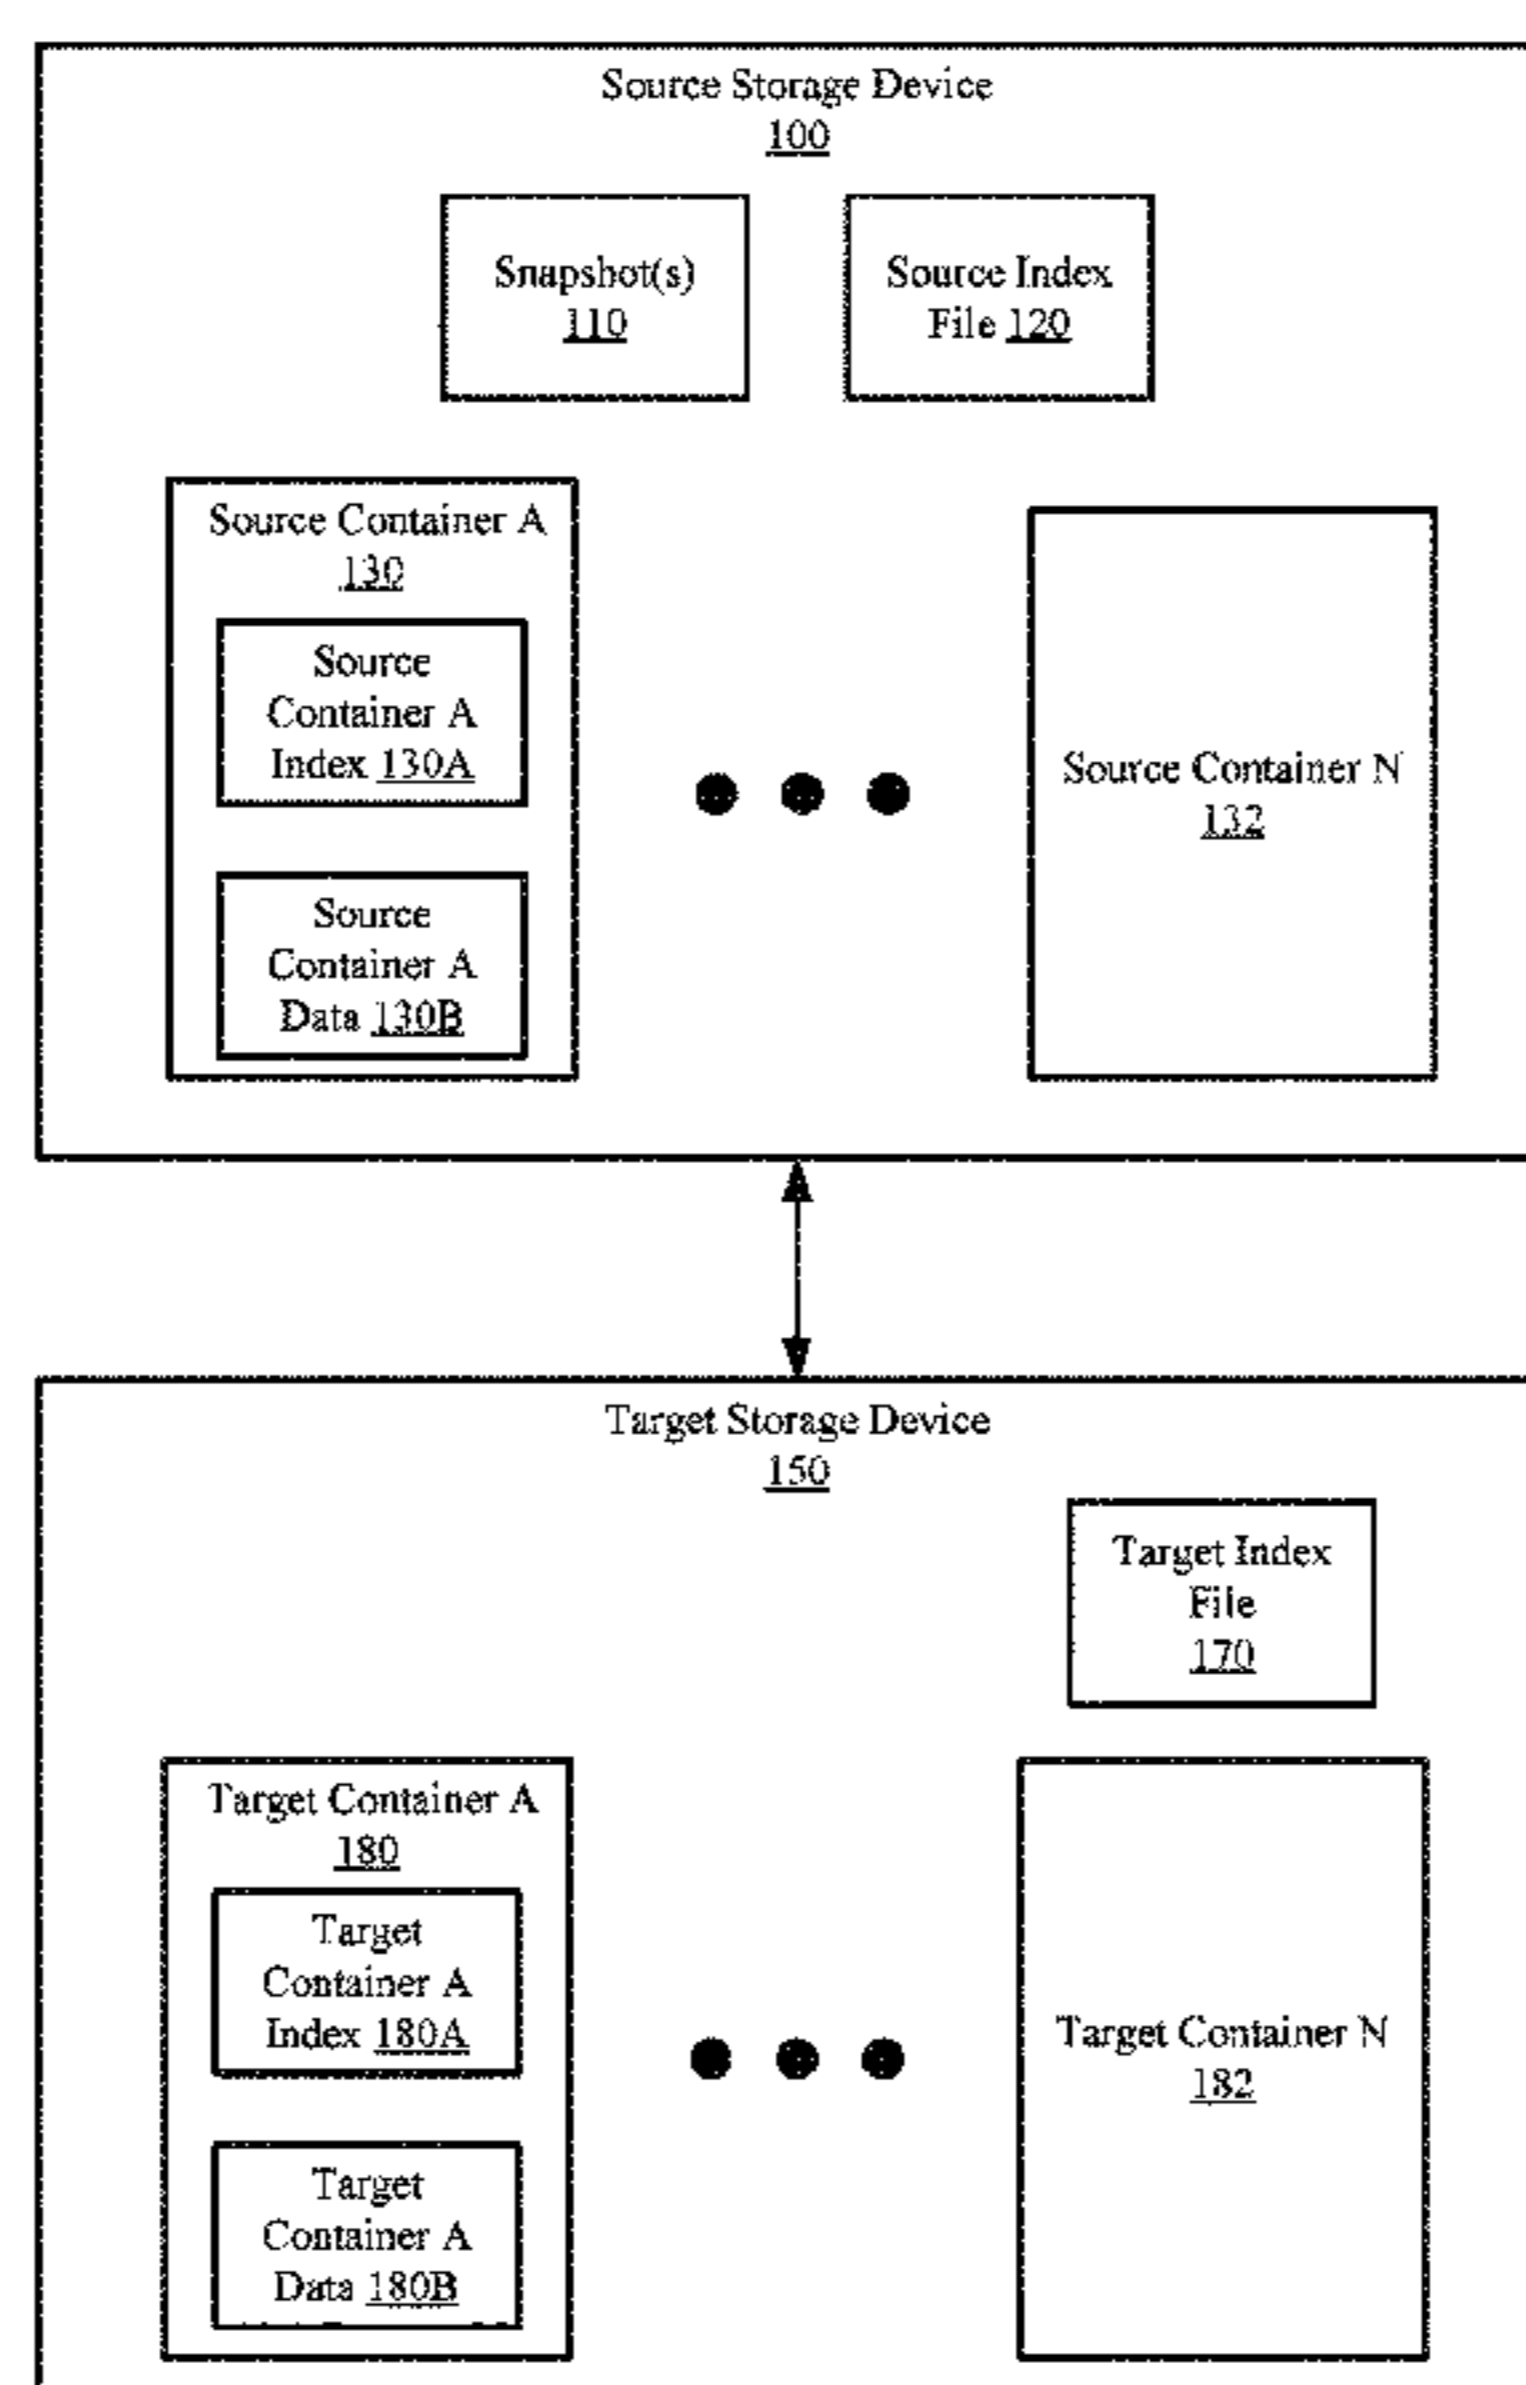 Source Storage Device
100
Snapshot(s)
110
Source Index
File 120
Source Container A
130
Source
Container A
Index 130A
Source
Container A
Data 130B
Source Container N
132
Target Storage Device
150
Target Index
File
170
Target Container A
180
Target
Container A
Index 180A
Target
Container A
Data 180B
Target Container N
182